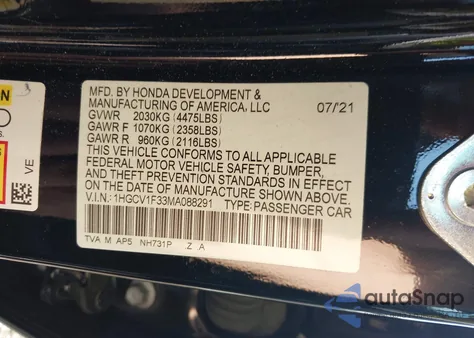 MFD. BY HONDA DEVELOPMENT &
MANUFACTURING OF AMERICA, LLC 07/21
GVWR 2030KG (4475LBS)
GAWR F 1070KG (2358LBS)
GAWR R 960KG (2116LBS)
THIS VEHICLE CONFORMS TO ALL APPLICABLE
FEDERAL MOTOR VEHICLE SAFETY, BUMPER,
AND THEFT PREVENTION STANDARDS IN EFFECT
ON THE DATE OF MANUFACTURE SHOWN ABOVE.
V.I.N.: 1HGCV1F33MA088291 TYPE: PASSENGER CAR
TVA M AP5 NH731P Z A
VE
autoSnap